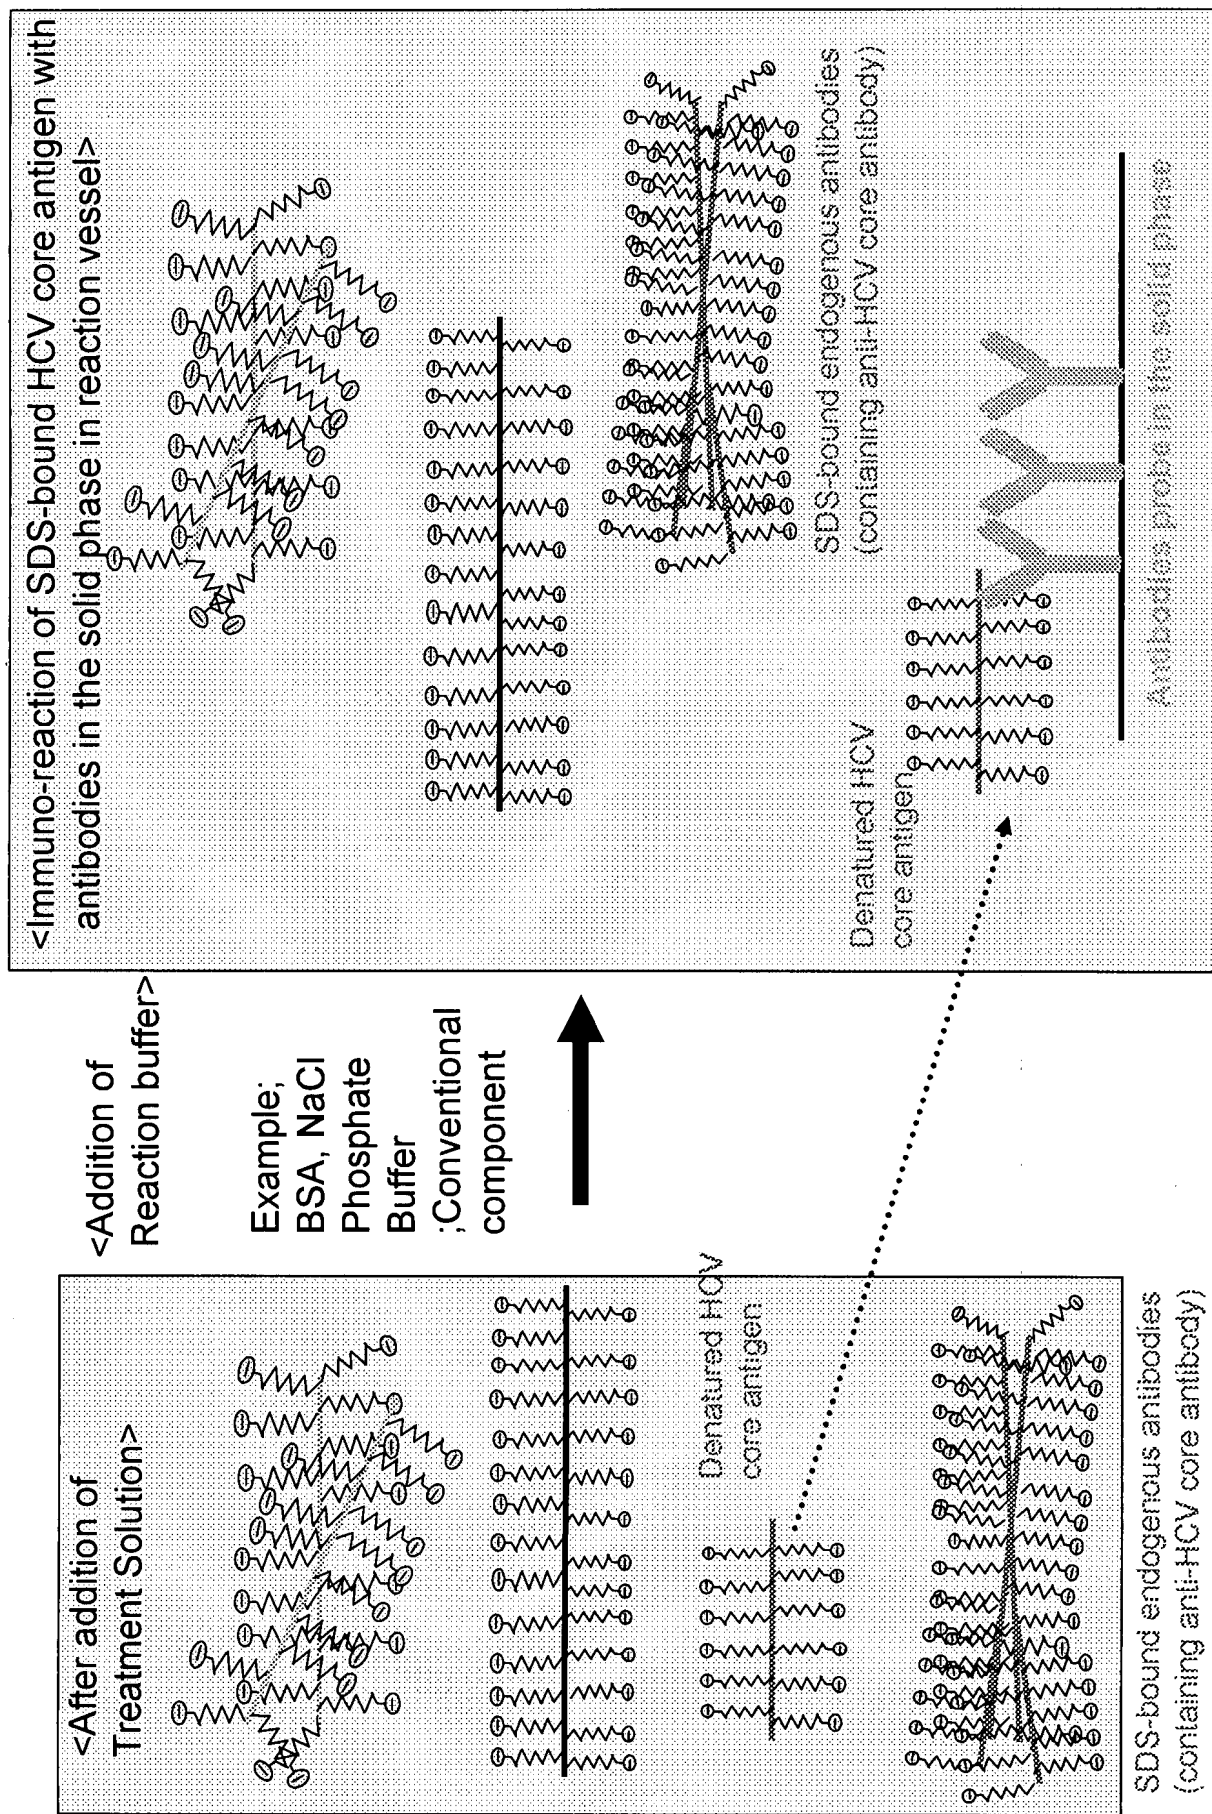 <After addition of
Treatment Solution>
Denatured HCV
core antigen
SDS-bound endogenous antibodies
(containing anti-HCV core antibody)
<Addition of
Reaction buffer>
Example;
BSA, NaCl
Phosphate
Buffer
;Conventional
component
<Immuno-reaction of SDS-bound HCV core antigen with
antibodies in the solid phase in reaction vessel>
SDS-bound endogenous antibodies
(containing anti-HCV core antibody)
Denatured HCV
core antigen
Antibodies probe in the solid phase